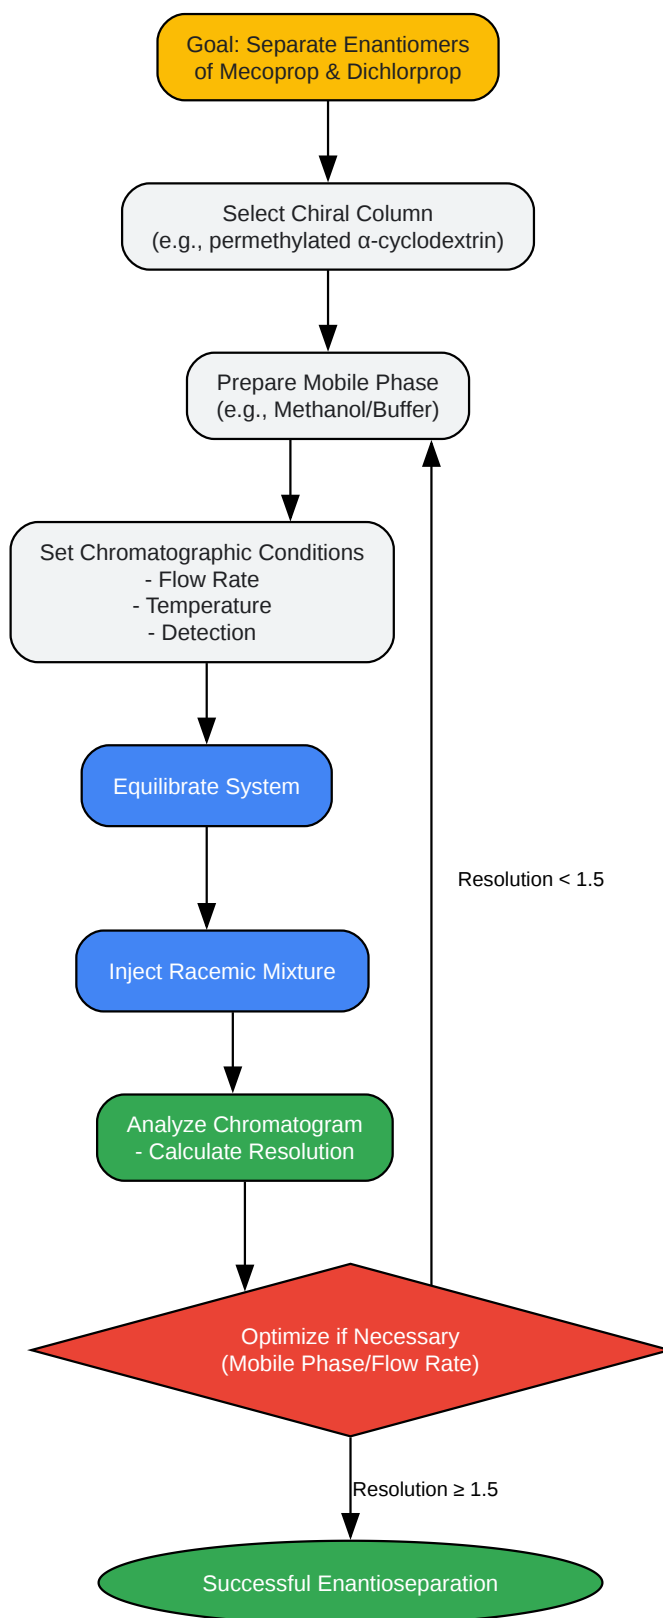 Goal: Separate Enantiomers
of Mecoprop & Dichlorprop
Select Chiral Column
(e.g., permethylated α-cyclodextrin)
Prepare Mobile Phase
(e.g., Methanol/Buffer)
Set Chromatographic Conditions
- Flow Rate
- Temperature
- Detection
Equilibrate System
Resolution < 1.5
Inject Racemic Mixture
Analyze Chromatogram
- Calculate Resolution
Optimize if Necessary
(Mobile Phase/Flow Rate)
Resolution ≥ 1.5
Successful Enantioseparation